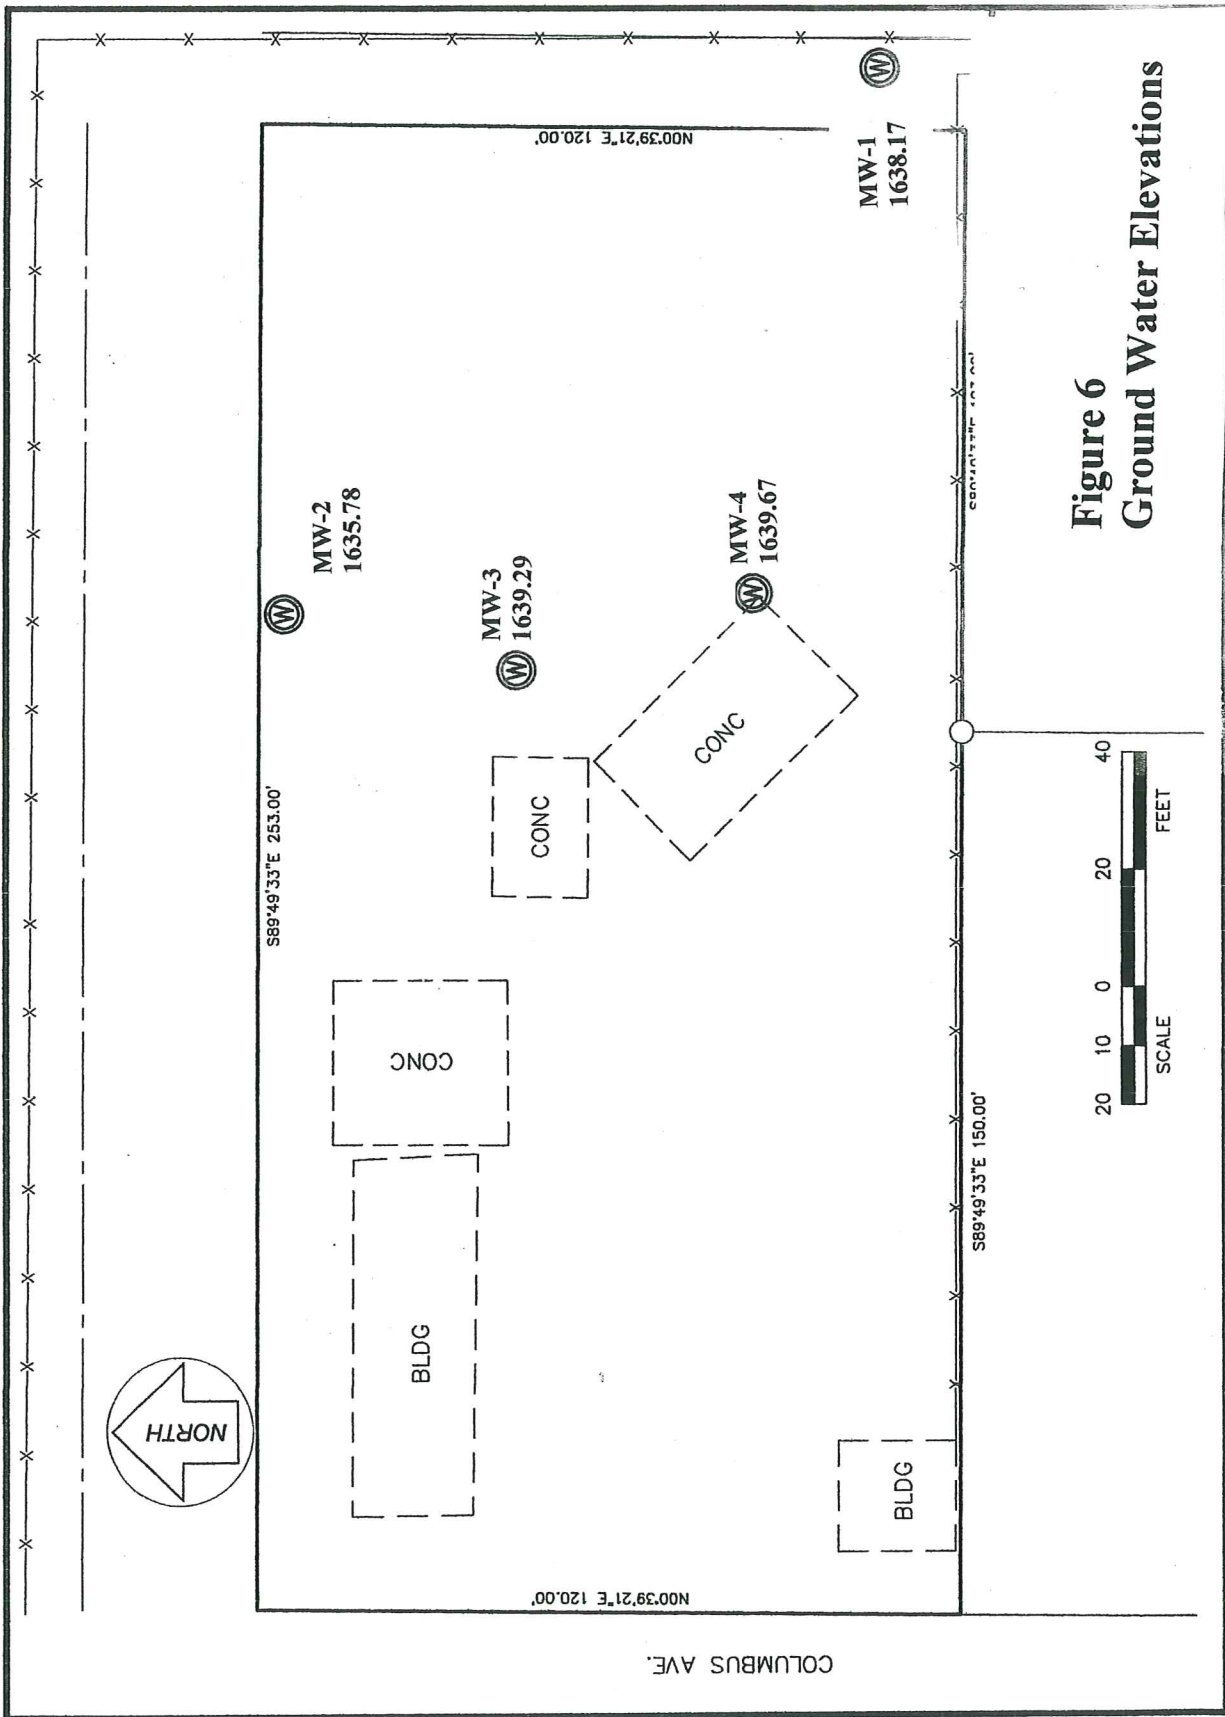 COLUMBUS AVE.
NORTH
N00°39'21"E 120.00'
S89°49'33"E 253.00'
N00°39'21"E 120.00'
S89°49'33"E 150.00'
BLDG
BLDG
CONC
CONC
CONC
W
MW-2
1635.78
W
MW-3
1639.29
W
MW-4
1639.67
W
MW-1
1638.17
20 10 0 20 40
SCALE FEET
Figure 6
Ground Water Elevations